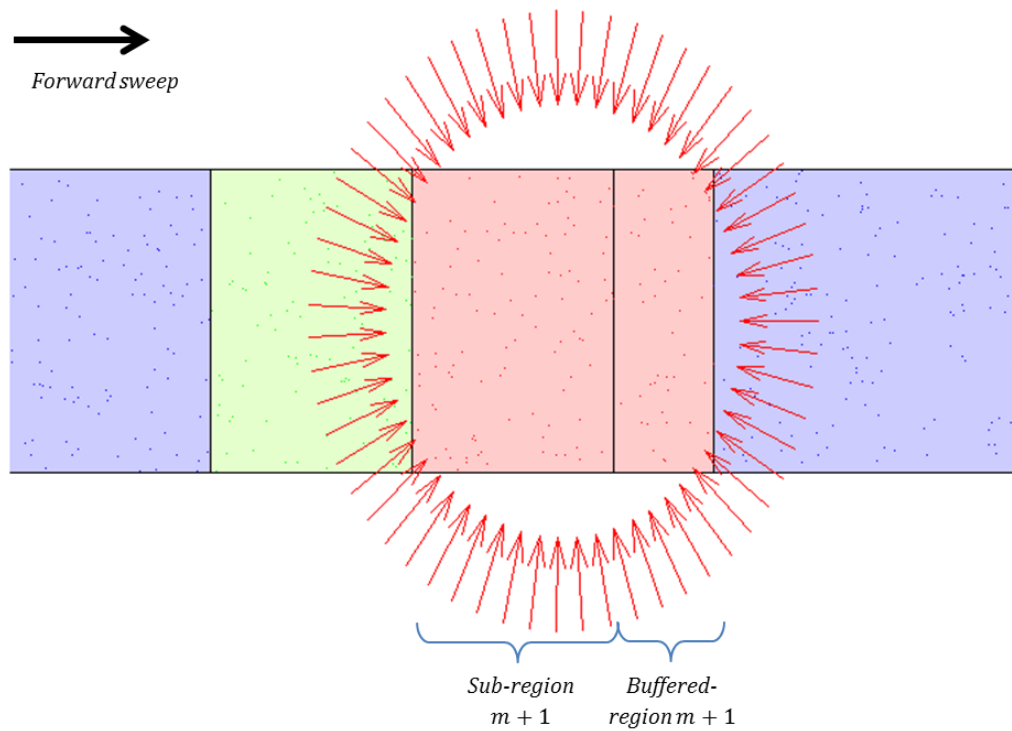 Forward sweep
Sub-region
m + 1
Buffered-
region m + 1